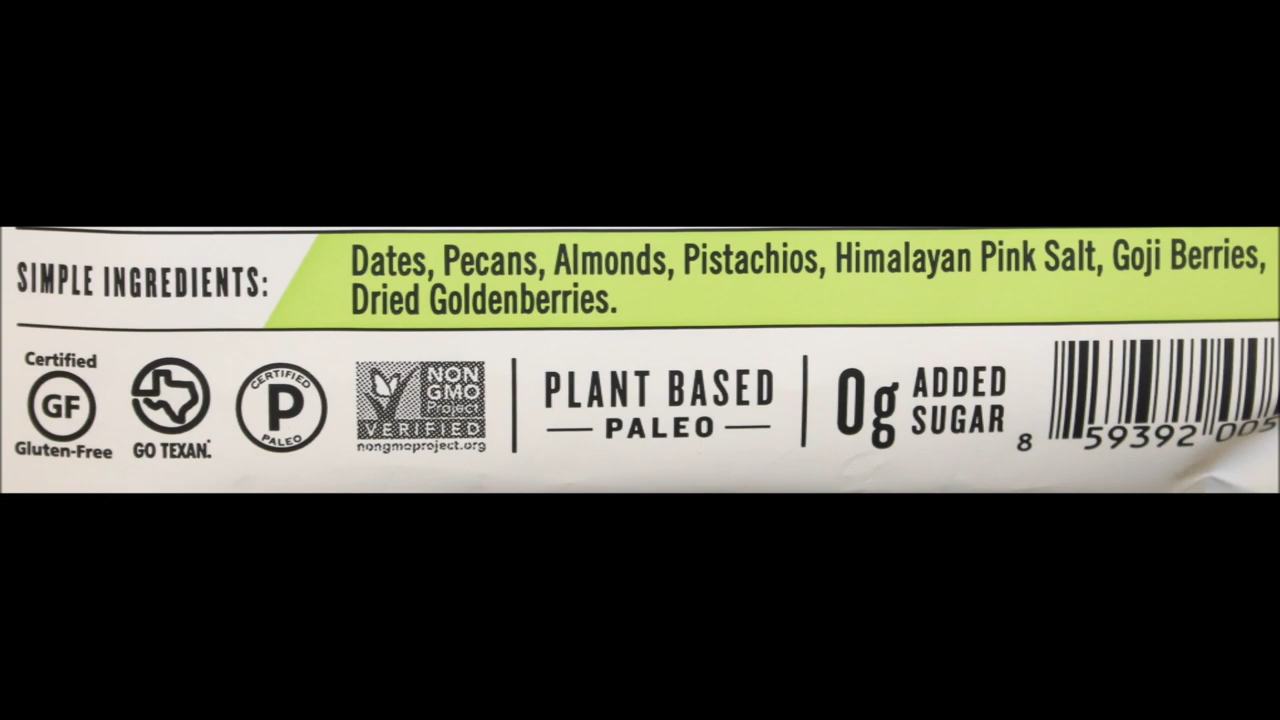 SIMPLE INGREDIENTS:
Dates, Pecans, Almonds, Pistachios, Himalayan Pink Salt, Goji Berries,
Dried Goldenberries.
Certified
GF
Gluten-Free
GO TEXAN.
CERTIFIED
P
PALEO
NON
GMO
Project
VERIFIED
nongmoproject.org
PLANT BASED
PALEO
0g ADDED
SUGAR
8 59392 005